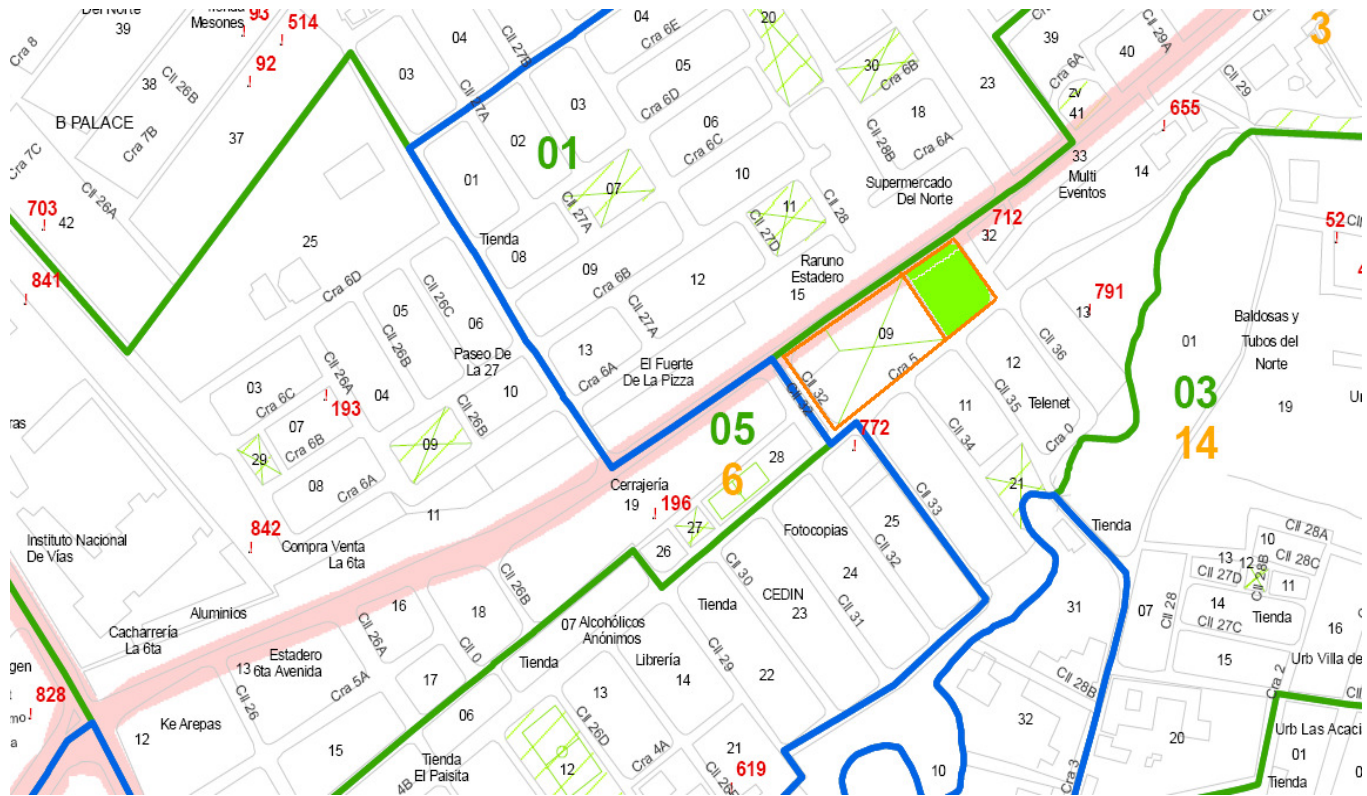 Del Norte
39
Cra 8
Mesones
93
514
92
Cll 26B
38
Cra 7B
37
B PALACE
Cra 7C
Cll 26A
703
42
841
04
Cll 27B
03
Cll 27A
04
Cra 6E
05
03
Cra 6D
02
01
06
Cra 6C
01
07
Cll 27A
10
20
30
Cra 6B
18
Cll 28B
Cra 6A
23
39
Cra 6A
40
Cll 29A
Cll 29
3
41
655
33
14
Multi
Eventos
Supermercado
Del Norte
712
32
11
Cll 28
Cll 27D
Tienda
08
09
Cra 6B
12
Raruno
Estadero
15
25
Cra 6D
05
Cll 26C
06
Cll 26B
Paseo De
La 27
10
Cll 27A
13
Cra 6A
El Fuerte
De La Pizza
09
Cra 5
Cll 32
Cll 32
791
13
Cll 36
12
Cll 35
Telenet
11
Cll 34
Cra 0
52
01
Baldosas y
Tubos del
Norte
03
14
19
03
Cra 6C
Cll 26A
193
04
07
Cra 6B
29
09
Cll 26B
08
Cra 6A
11
842
Compra Venta
La 6ta
Instituto Nacional
De Vías
05
6
28
772
Cerrajería
19
196
27
26
21
Cll 33
Tienda
Fotocopias
25
Cll 32
Cll 30
24
CEDIN
23
Cll 31
Tienda
Cll 29
22
Aluminios
Cacharrería
La 6ta
16
18
Cll 26B
Cll 26A
Estadero
6ta Avenida
13
Cll 26
Cra 5A
17
Cll 0
07
Alcohólicos
Anónimos
Tienda
Librería
14
13
828
12
Ke Arepas
15
06
Tienda
El Paisita
4B
Cll 26D
12
Cra 4A
21
619
10
31
07
Cll 28
Cll 28B
32
Cra 3
20
Cll 28A
10
13
12
Cll 28C
Cll 27D
Cll 28B
11
14
Tienda
Cll 27C
15
16
Cra 2
Urb Villa de
Urb Las Acaci
01
Tienda